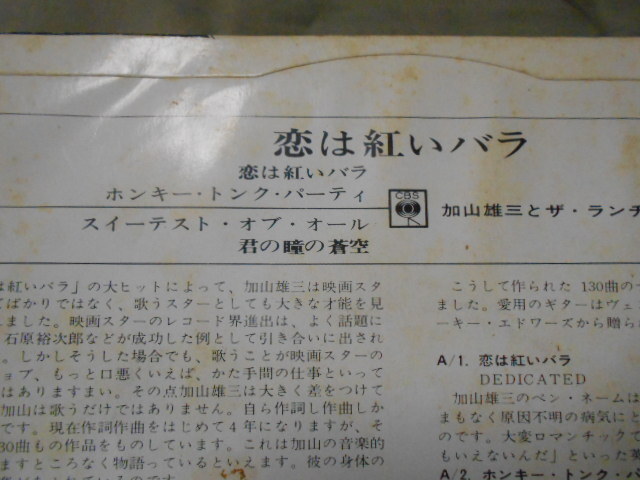 恋は紅いバラ
恋は紅いバラ
ホンキー・トンク・パーティ
スイーテスト・オブ・オール
君の瞳の蒼空
CBS
加山雄三とザ・ランチ
は紅いバラ」の大ヒットによって、加山雄三は映画スタ
てばかりではなく、歌うスターとしても大きな才能を見
しました。映画スターのレコード界進出は、よく話題に
石原裕次郎などが成功した例として引き合いに出され
。しかしそうした場合でも、歌うことが映画スターの
ョブ、もっと口悪くいえば、かた手間の仕事といって
はありますまい。その点加山雄三は大きく差をつけて
加山は歌うだけではありません。自ら作詞し作曲しか
です。現在作詞作曲をはじめて4年になりますが、そ
30曲もの作品をものしています。これは加山の音楽的
ますところなく物語っているといえます。彼の身体の
こうして作られた 130曲の
ました。愛用のギターはヴェ
ーキー・エドワーズから贈ら
A/1. 恋は紅いバラ
DEDICATED
加山雄三のペン・ネームは
まもなく原因不明の病気に
のです。大変ロマンチックで
もいえないんだ」といった
A/2. ホンキー・トンク・パ